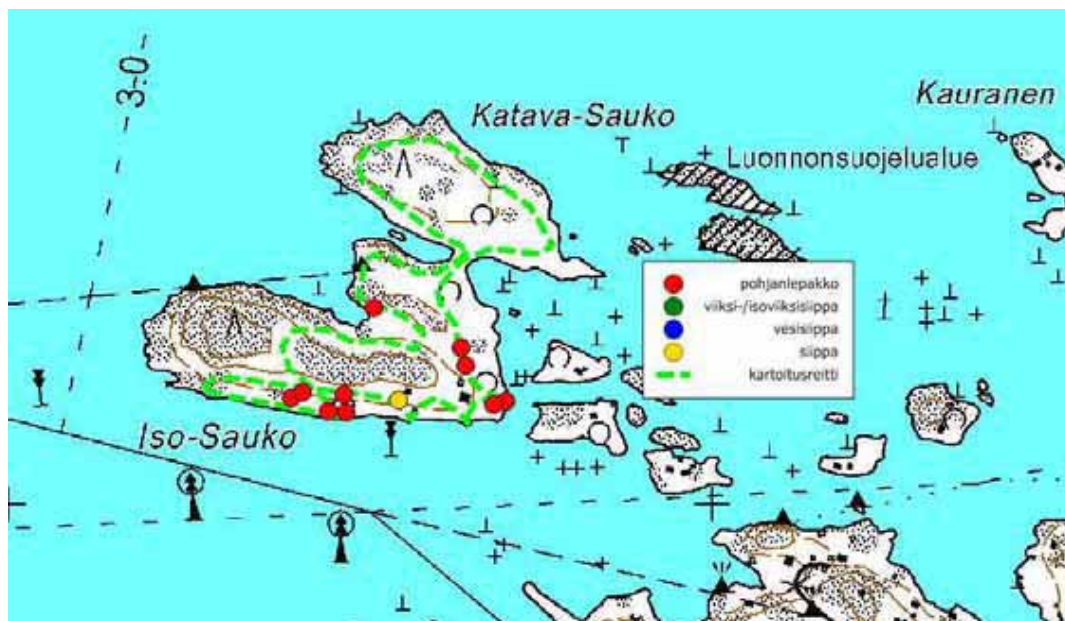 3.0
Katava-Sauko
Kauranen
Luonnonsuojelualue
pohjanlepakko
viiksi-/isoviiksisiippa
vesisiippa
siippa
kartoitusreitti
Iso-Sauko